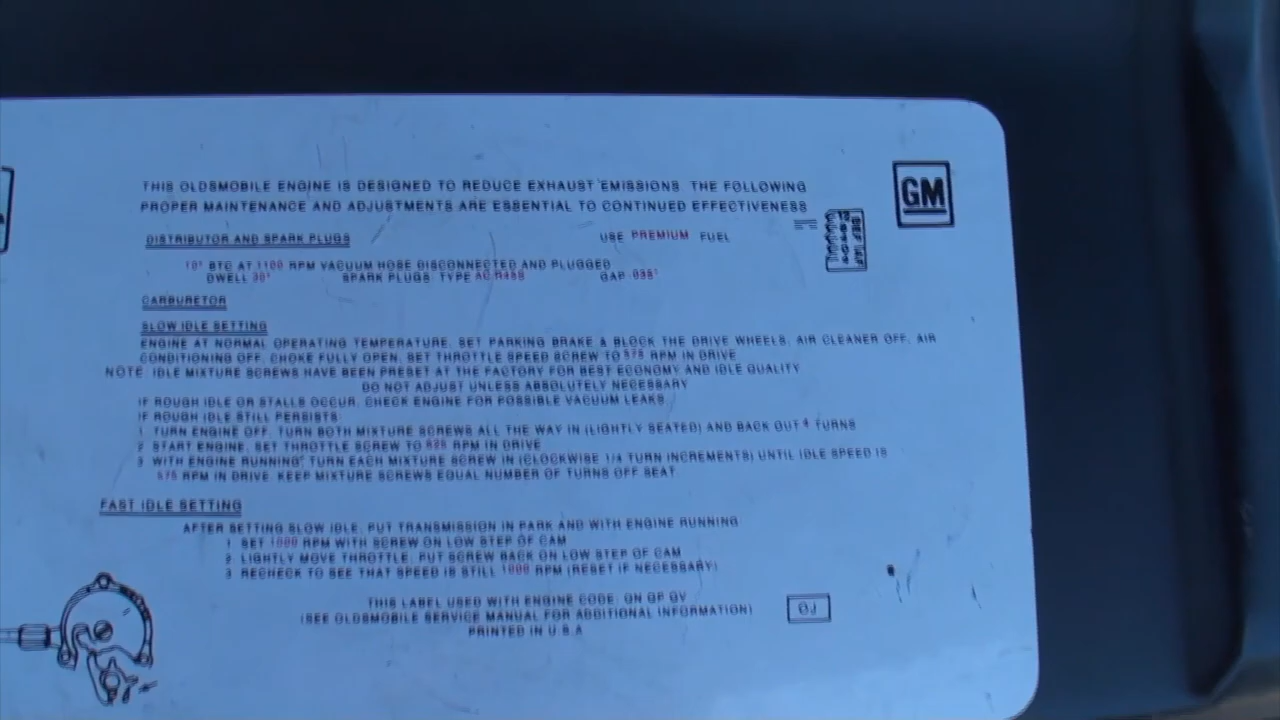 THIS OLDSMOBILE ENGINE IS DESIGNED TO REDUCE EXHAUST EMISSIONS. THE FOLLOWING
PROPER MAINTENANCE AND ADJUSTMENTS ARE ESSENTIAL TO CONTINUED EFFECTIVENESS
GM
DISTRIBUTOR AND SPARK PLUGS
USE PREMIUM FUEL
10° BTC AT 1100 RPM VACUUM HOSE DISCONNECTED AND PLUGGED
DWELL 30° SPARK PLUGS: TYPE AC GAP .035"
CARBURETOR
SLOW IDLE SETTING
ENGINE AT NORMAL OPERATING TEMPERATURE, SET PARKING BRAKE & BLOCK THE DRIVE WHEELS, AIR CLEANER OFF, AIR
CONDITIONING OFF, CHOKE FULLY OPEN, SET THROTTLE SPEED SCREW TO 575 RPM IN DRIVE
NOTE: IDLE MIXTURE SCREWS HAVE BEEN PRESET AT THE FACTORY FOR BEST ECONOMY AND IDLE QUALITY
DO NOT ADJUST UNLESS ABSOLUTELY NECESSARY
IF ROUGH IDLE OR STALLS OCCUR, CHECK ENGINE FOR POSSIBLE VACUUM LEAKS
IF ROUGH IDLE STILL PERSISTS:
1 TURN ENGINE OFF. TURN BOTH MIXTURE SCREWS ALL THE WAY IN (LIGHTLY SEATED) AND BACK OUT 4 TURNS
2 START ENGINE, SET THROTTLE SCREW TO 625 RPM IN DRIVE
3 WITH ENGINE RUNNING, TURN EACH MIXTURE SCREW IN (CLOCKWISE 1/4 TURN INCREMENTS) UNTIL IDLE SPEED IS
575 RPM IN DRIVE. KEEP MIXTURE SCREWS EQUAL NUMBER OF TURNS OFF SEAT.
FAST IDLE SETTING
AFTER SETTING SLOW IDLE, PUT TRANSMISSION IN PARK AND WITH ENGINE RUNNING
1 SET 1000 RPM WITH SCREW ON LOW STEP OF CAM
2 LIGHTLY MOVE THROTTLE, PUT SCREW BACK ON LOW STEP OF CAM
3 RECHECK TO SEE THAT SPEED IS STILL 1000 RPM (RESET IF NECESSARY)
THIS LABEL USED WITH ENGINE CODE: QN QP QV
(SEE OLDSMOBILE SERVICE MANUAL FOR ADDITIONAL INFORMATION)
PRINTED IN U.S.A.